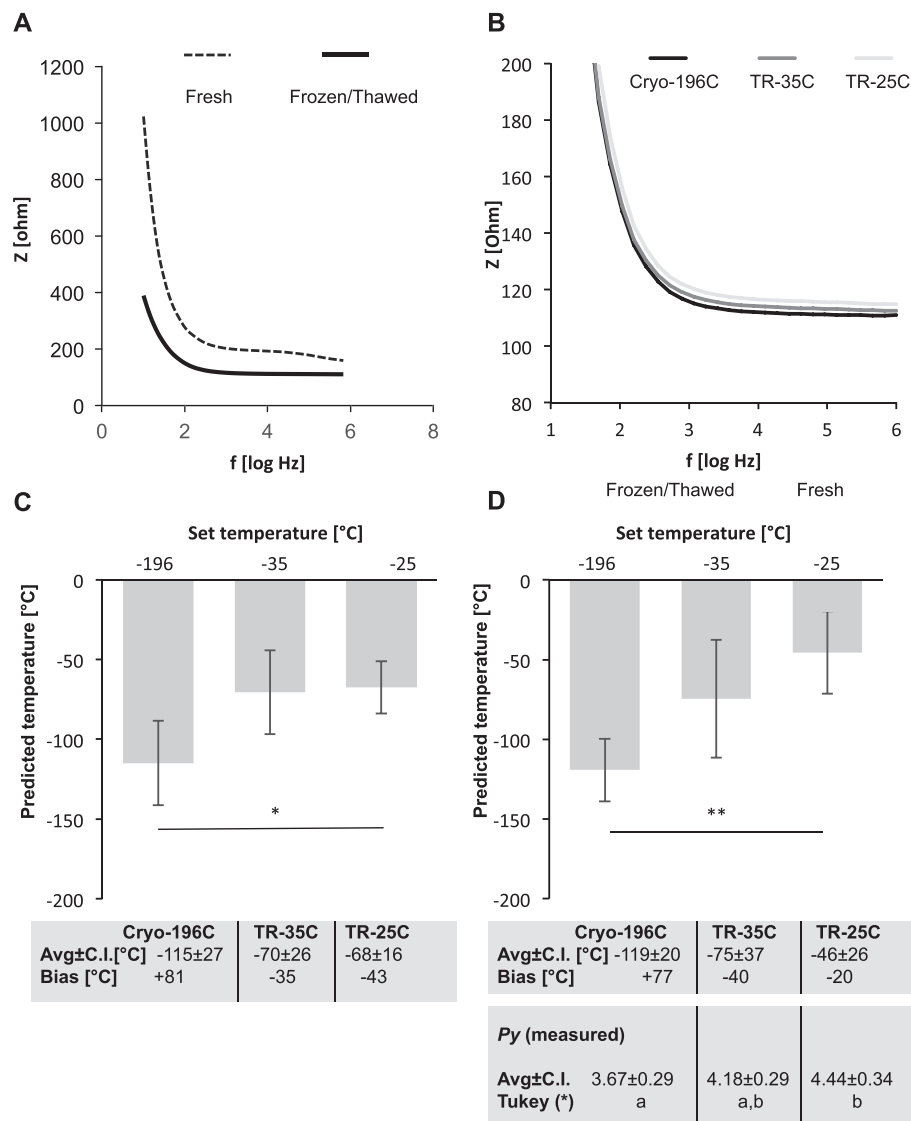 A
Fresh
Frozen/Thawed
1200
1000
800
600
400
200
0
Z [ohm]
0 2 4 6 8
f [log Hz]
B
Cryo-196C TR-35C TR-25C
200
180
160
140
120
100
80
Z [Ohm]
1 2 3 4 5 6
f [log Hz]
Frozen/Thawed Fresh
C
Set temperature [°C]
-196 -35 -25
0
-50
-100
-150
-200
Predicted temperature [°C]
*
Cryo-196C TR-35C TR-25C
Avg±C.I.[°C] -115±27 -70±26 -68±16
Bias [°C] +81 -35 -43
D
Set temperature [°C]
-196 -35 -25
0
-50
-100
-150
-200
Predicted temperature [°C]
**
Cryo-196C TR-35C TR-25C
Avg±C.I. [°C] -119±20 -75±37 -46±26
Bias [°C] +77 -40 -20
Py (measured)
Avg±C.I. 3.67±0.29 4.18±0.29 4.44±0.34
Tukey (*) a a,b b